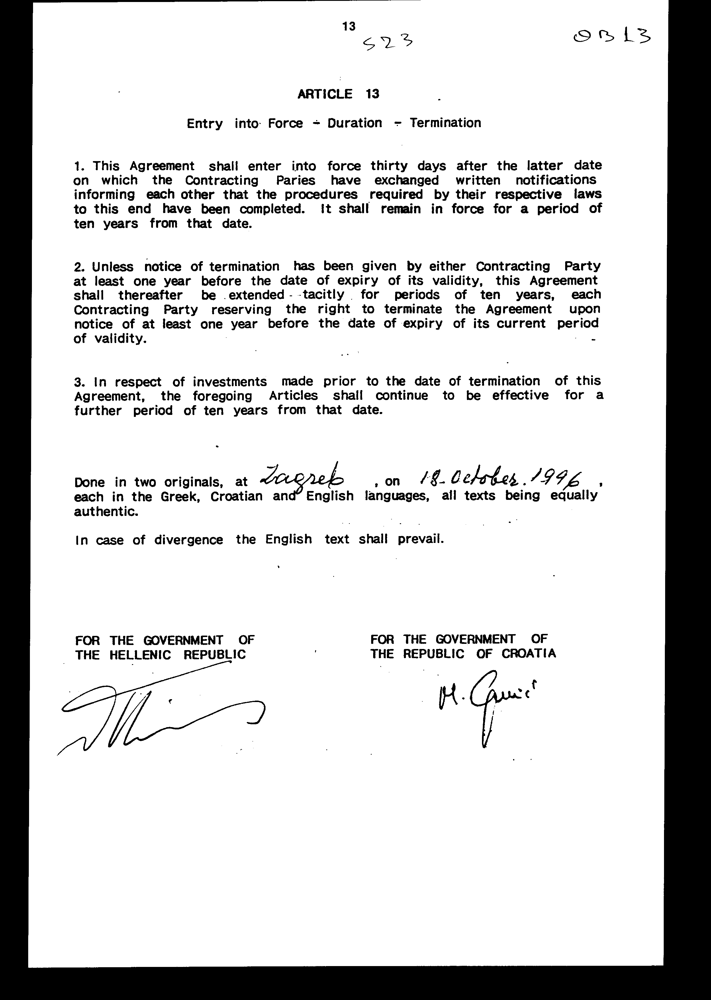 13
523
OB13
ARTICLE 13
Entry into Force - Duration - Termination
1. This Agreement shall enter into force thirty days after the latter date
on which the Contracting Paries have exchanged written notifications
informing each other that the procedures required by their respective laws
to this end have been completed. It shall remain in force for a period of
ten years from that date.
2. Unless notice of termination has been given by either Contracting Party
at least one year before the date of expiry of its validity, this Agreement
shall thereafter be extended tacitly for periods of ten years, each
Contracting Party reserving the right to terminate the Agreement upon
notice of at least one year before the date of expiry of its current period
of validity.
3. In respect of investments made prior to the date of termination of this
Agreement, the foregoing Articles shall continue to be effective for a
further period of ten years from that date.
Done in two originals, at Zagreb , on 18. October. 1996 ,
each in the Greek, Croatian and English languages, all texts being equally
authentic.
In case of divergence the English text shall prevail.
FOR THE GOVERNMENT OF
THE HELLENIC REPUBLIC
FOR THE GOVERNMENT OF
THE REPUBLIC OF CROATIA
M.